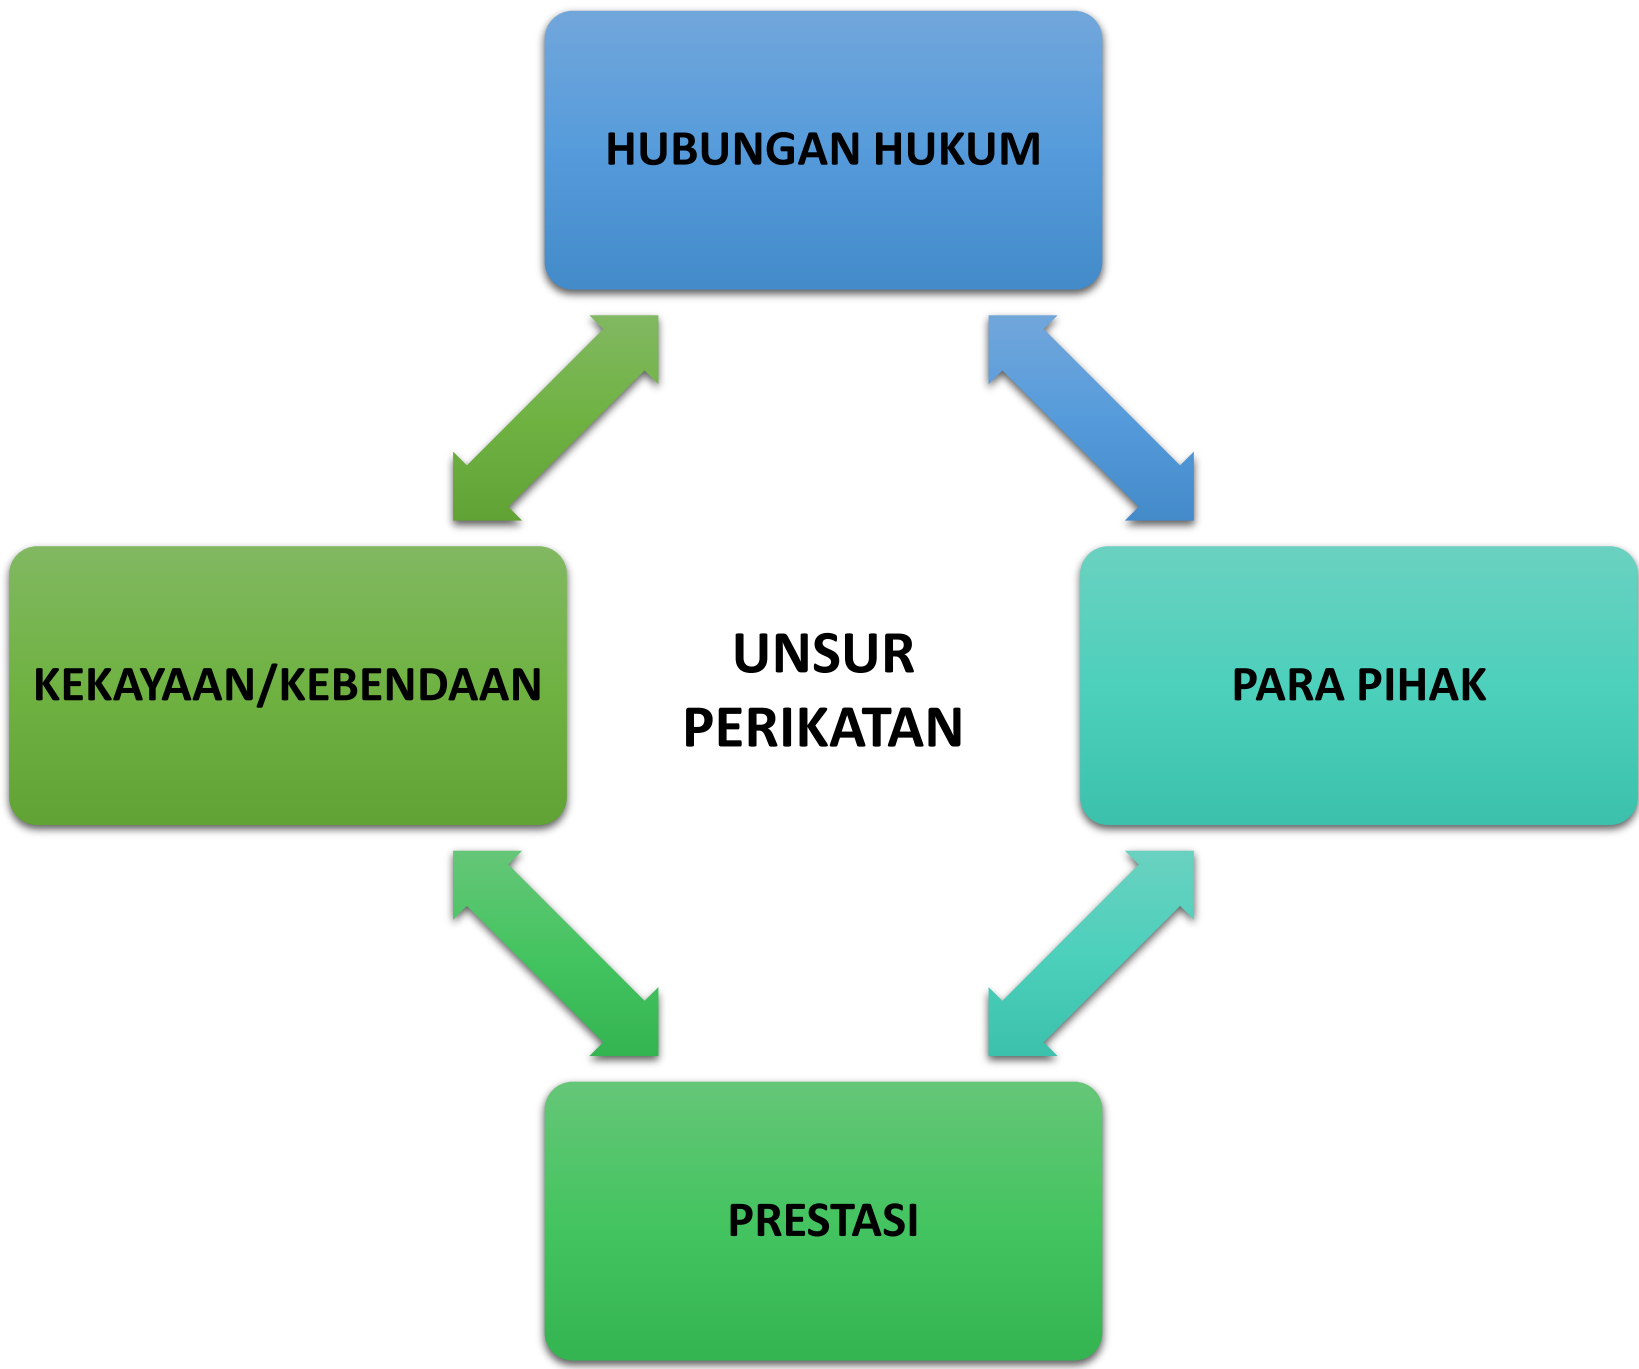 HUBUNGAN HUKUM
KEKAYAAN/KEBENDAAN
UNSUR
PERIKATAN
PARA PIHAK
PRESTASI